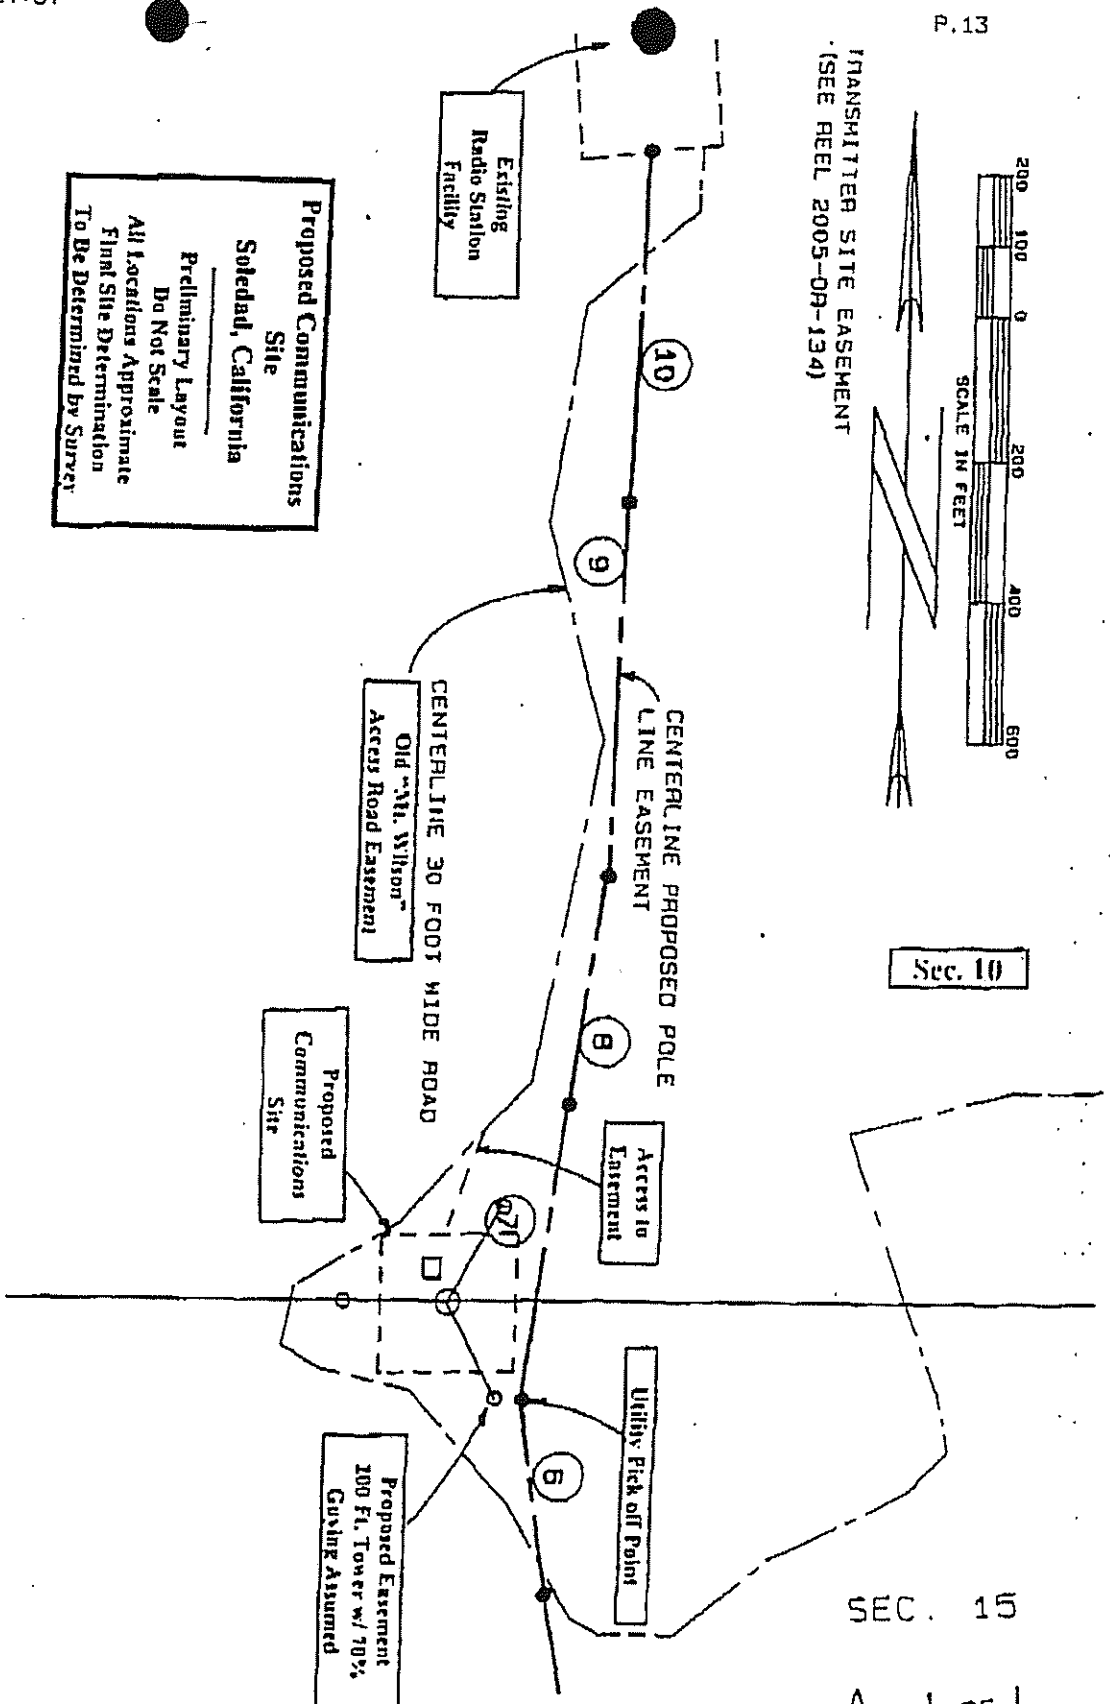 P.13
TRANSMITTER SITE EASEMENT
(SEE REEL 2005-OR-134)
200 100 0 200 400 600
SCALE IN FEET
Existing
Radio Station
Facility
Proposed Communications
Site
Soledad, California
Preliminary Layout
Do Not Scale
All Locations Approximate
Final Site Determination
To Be Determined by Survey
10
9
CENTERLINE PROPOSED POLE
LINE EASEMENT
CENTERLINE 30 FOOT WIDE ROAD
Old "Mt. Wilson"
Access Road Easement
Sec. 10
8
Proposed
Communications
Site
Access to
Easement
Utility Pick off Point
6
Proposed Easement
100 Ft. Tower w/ 70%
Guying Assumed
SEC. 15